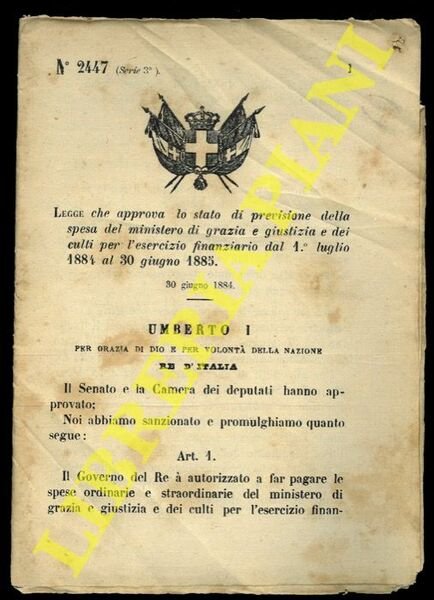 N° 2447 (Serie 3ª).
1
LEGGE che approva lo stato di previsione della
spesa del ministero di grazia e giustizia e dei
culti per l'esercizio finanziario dal 1.° luglio
1884 al 30 giugno 1885.
30 giugno 1884.
UMBERTO I
PER GRAZIA DI DIO E PER VOLONTÀ DELLA NAZIONE
RE D'ITALIA
Il Senato e la Camera dei deputati hanno ap-
provato;
Noi abbiamo sanzionato e promulghiamo quanto
segue:
Art. 1.
Il Governo del Re à autorizzato a far pagare le
spese ordinarie e straordinarie del ministero di
grazia e giustizia e dei culti per l'esercizio finan-
LIBRERIA PIANI